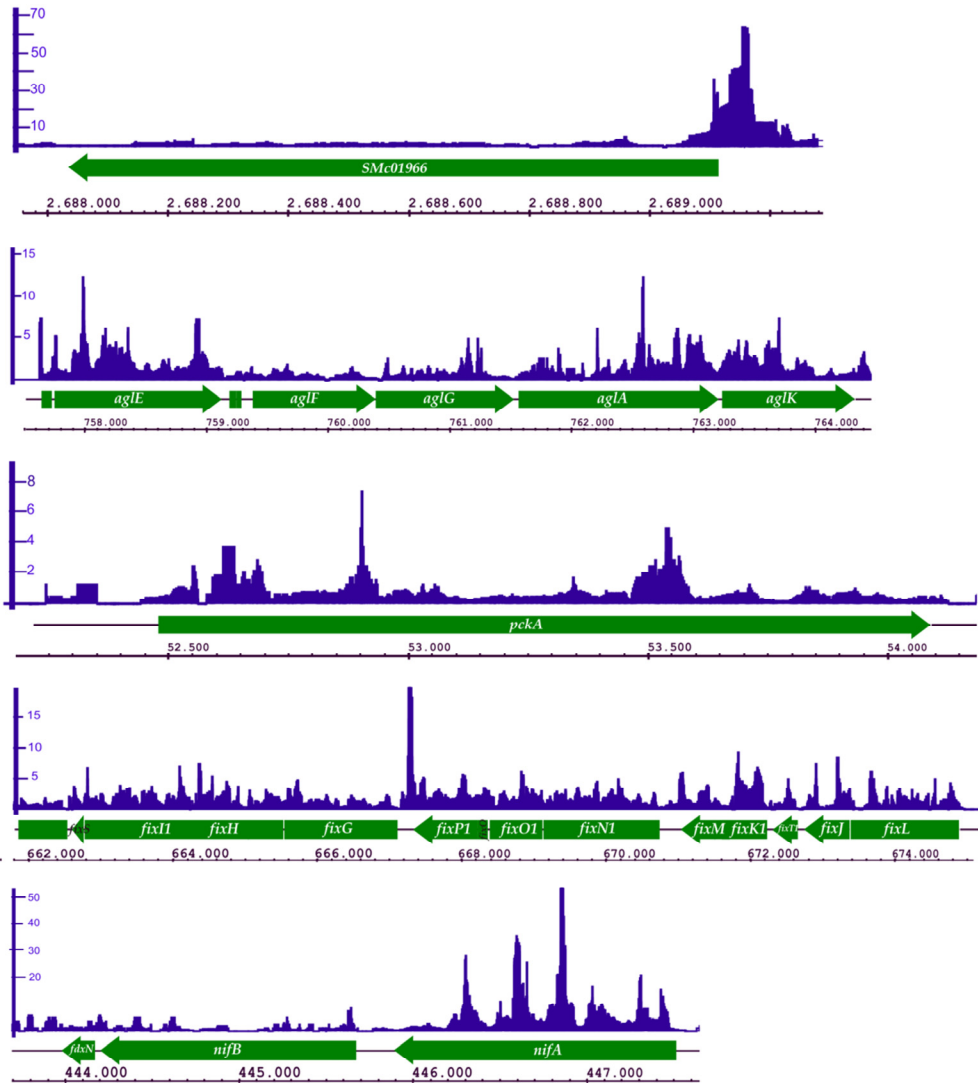 70
50
30
10
SMc01966
2.688.000 2.688.200 2.688.400 2.688.600 2.688.800 2.689.000
15
10
5
aglE aglF aglG aglA aglK
758.000 759.000 760.000 761.000 762.000 763.000 764.000
8
6
4
2
pckA
52.500 53.000 53.500 54.000
15
10
5
fixS fixI1 fixH fixG fixP1 fixO1 fixN1 fixM fixK1 fixT1 fixJ fixL
662.000 664.000 666.000 668.000 670.000 672.000 674.000
50
40
30
20
fdxN nifB nifA
444.000 445.000 446.000 447.000